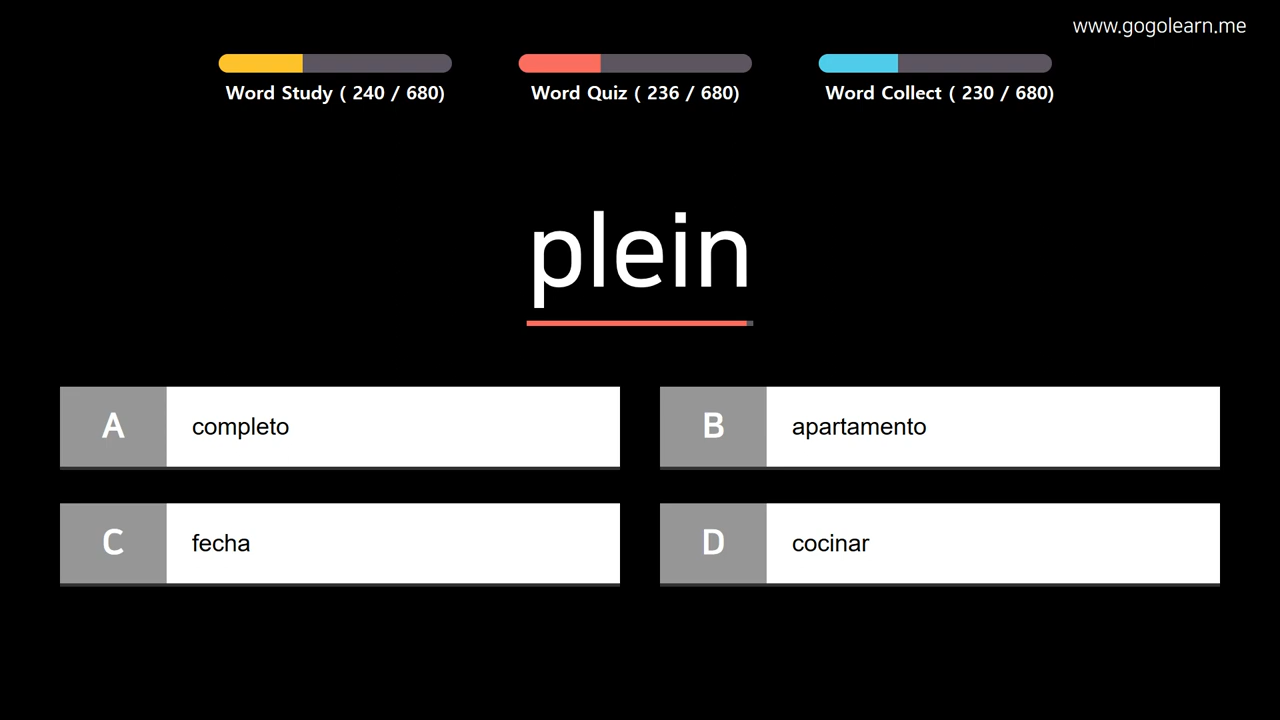 www.gogolearn.me
Word Study ( 240 / 680)
Word Quiz ( 236 / 680)
Word Collect ( 230 / 680)
plein
A completo
B apartamento
C fecha
D cocinar